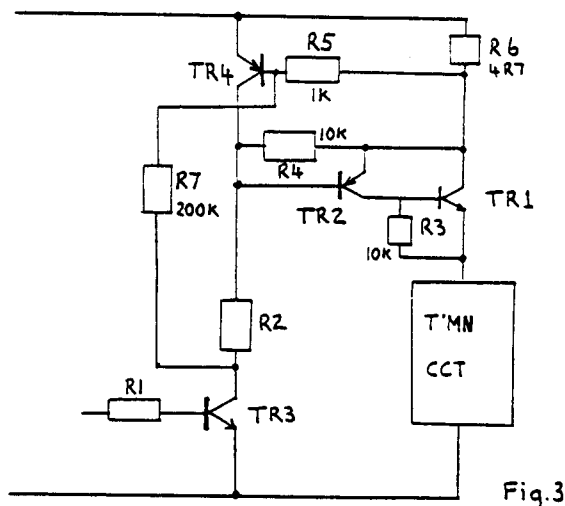 R5
R6
4R7
TR4
1K
10K
R4
R7
200K
TR2
TR1
R3
10K
R2
T'MN
CCT
R1
TR3
Fig.3